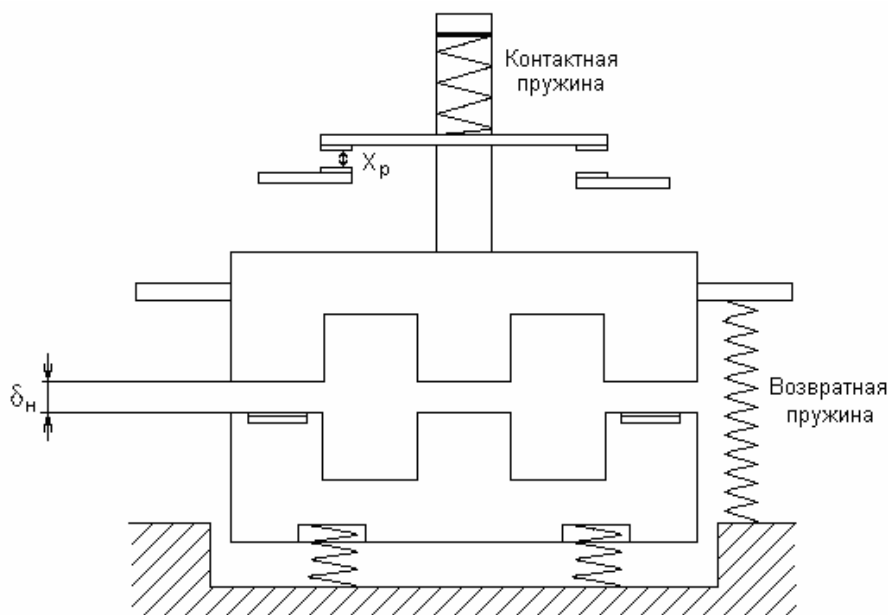 Контактная
пружина
Xр
δн
Возвратная
пружина